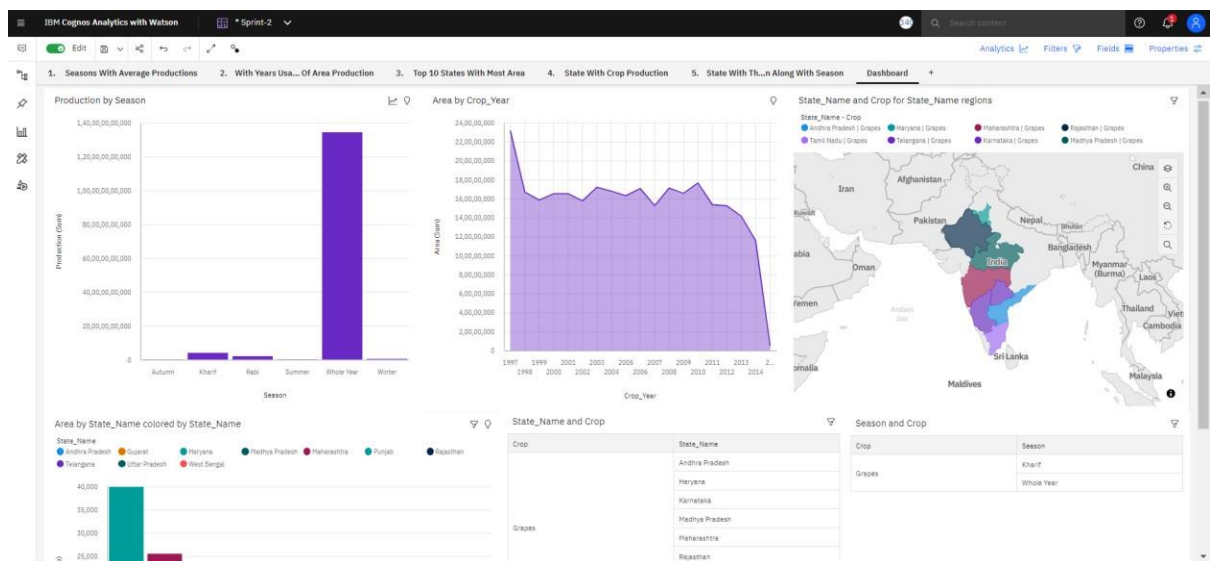 IBM Cognos Analytics with Watson
* Sprint-2
Search content
Edit
Analytics
Filters
Fields
Properties
1. Seasons With Average Productions
2. With Years Usa... Of Area Production
3. Top 10 States With Most Area
4. State With Crop Production
5. State With Th...n Along With Season
Dashboard
+
Production by Season
1,40,00,00,00,000
1,20,00,00,00,000
1,00,00,00,00,000
80,00,00,00,000
60,00,00,00,000
40,00,00,00,000
20,00,00,00,000
0
Production (Sum)
Autumn Kharif Rabi Summer Whole Year Winter
Season
Area by Crop_Year
24,00,00,000
22,00,00,000
20,00,00,000
18,00,00,000
16,00,00,000
14,00,00,000
12,00,00,000
10,00,00,000
8,00,00,000
6,00,00,000
4,00,00,000
2,00,00,000
0
Area (Sum)
1997 1999 2001 2003 2005 2007 2009 2011 2013 2...
1998 2000 2002 2004 2006 2008 2010 2012 2014
Crop_Year
State_Name and Crop for State_Name regions
State_Name - Crop
Andhra Pradesh | Grapes Haryana | Grapes Maharashtra | Grapes Rajasthan | Grapes
Tamil Nadu | Grapes Telangana | Grapes Karnataka | Grapes Madhya Pradesh | Grapes
China
Afghanistan
Iran
Kuwait
Pakistan
Nepal
Bhutan
abia
Bangladesh
India
Oman
Myanmar
(Burma)
Laos
Yemen
Arabian
Sea
Thailand
Viet
Cambodia
Sri Lanka
omalia
Malaysia
Maldives
Area by State_Name colored by State_Name
State_Name
Andhra Pradesh Gujarat Haryana Madhya Pradesh Maharashtra Punjab Rajasthan
Telangana Uttar Pradesh West Bengal
40,000
35,000
30,000
25,000
State_Name and Crop
Crop State_Name
Grapes
Andhra Pradesh
Haryana
Karnataka
Madhya Pradesh
Maharashtra
Rajasthan
Season and Crop
Crop Season
Grapes
Kharif
Whole Year